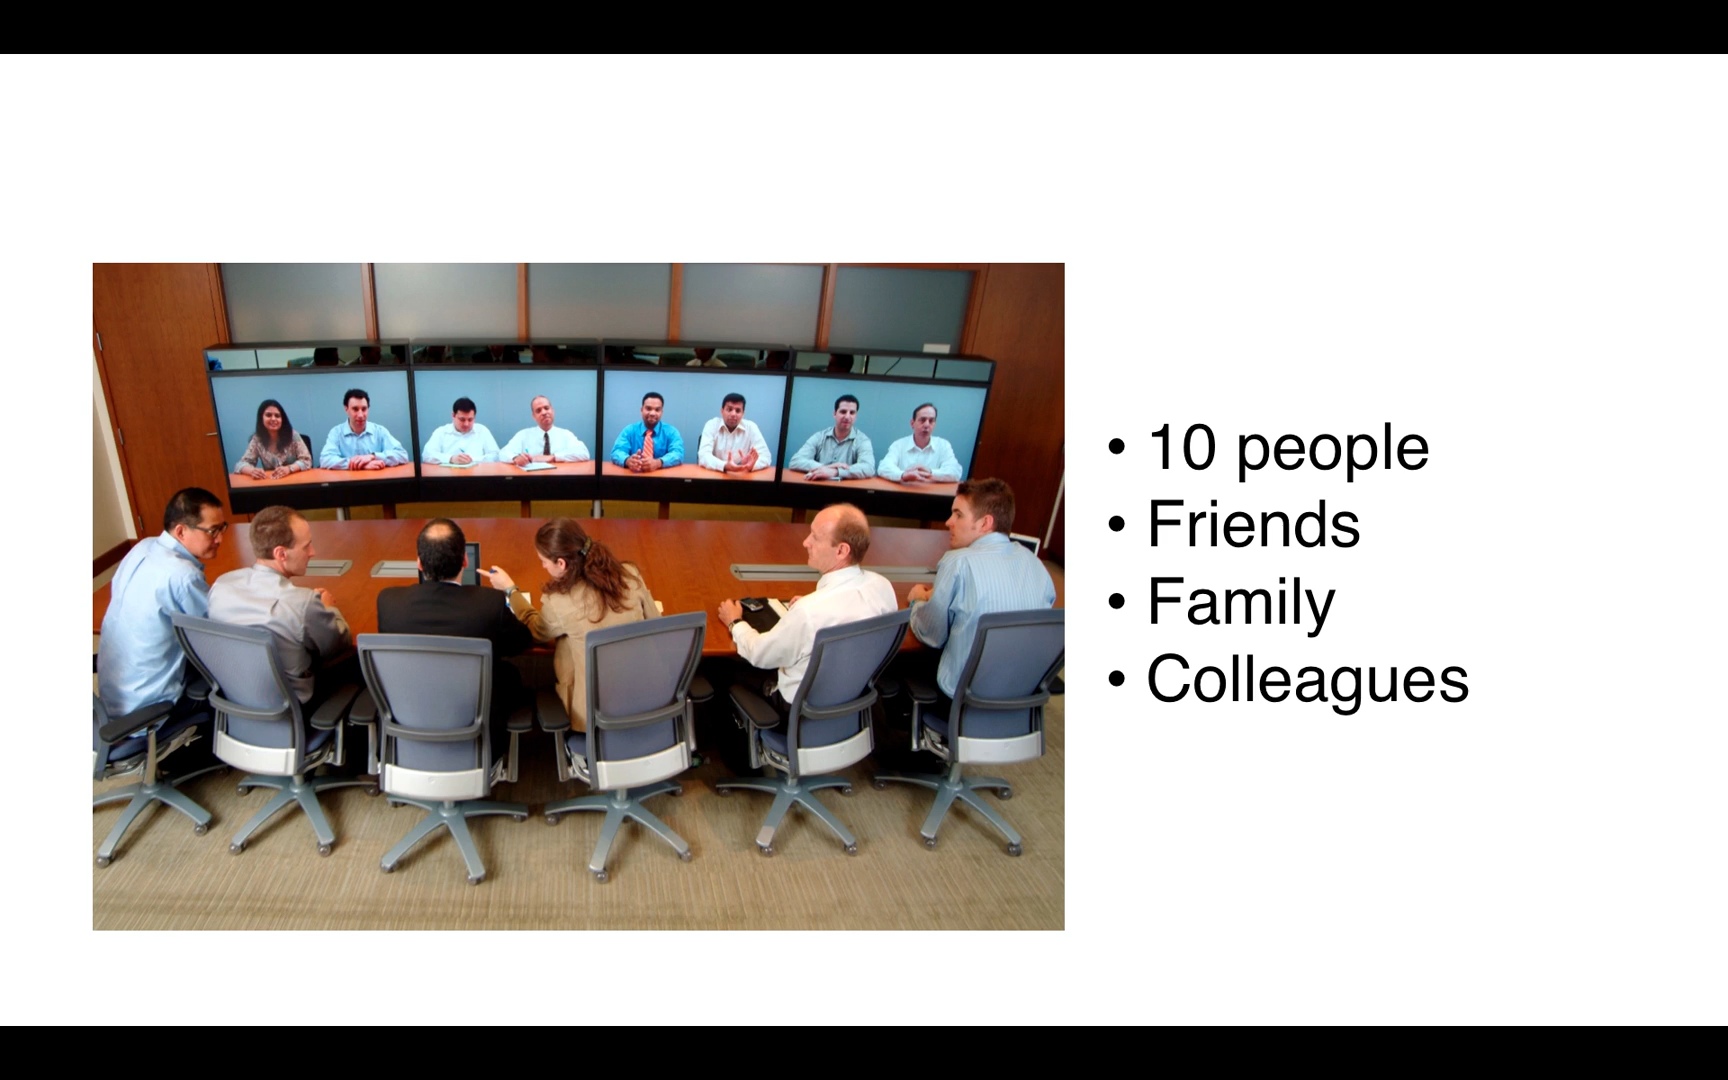 • 10 people
• Friends
• Family
• Colleagues